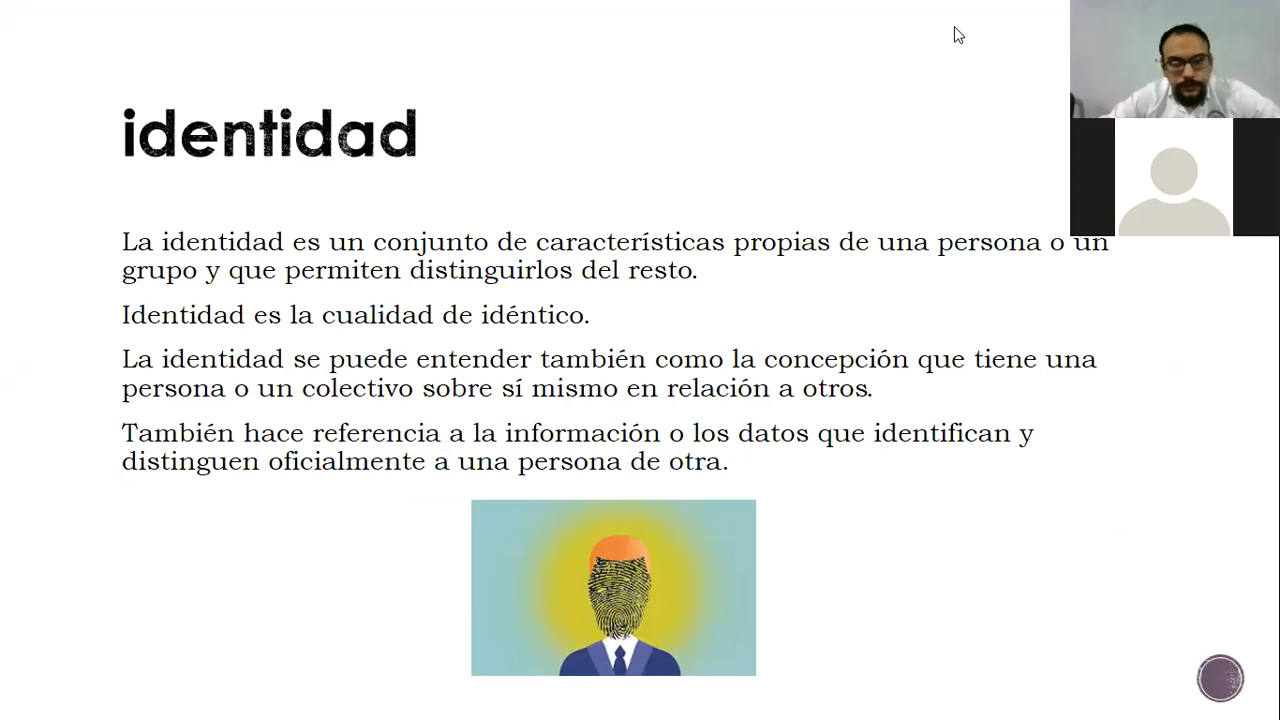 identidad
La identidad es un conjunto de características propias de una persona o un
grupo y que permiten distinguirlos del resto.
Identidad es la cualidad de idéntico.
La identidad se puede entender también como la concepción que tiene una
persona o un colectivo sobre sí mismo en relación a otros.
También hace referencia a la información o los datos que identifican y
distinguen oficialmente a una persona de otra.